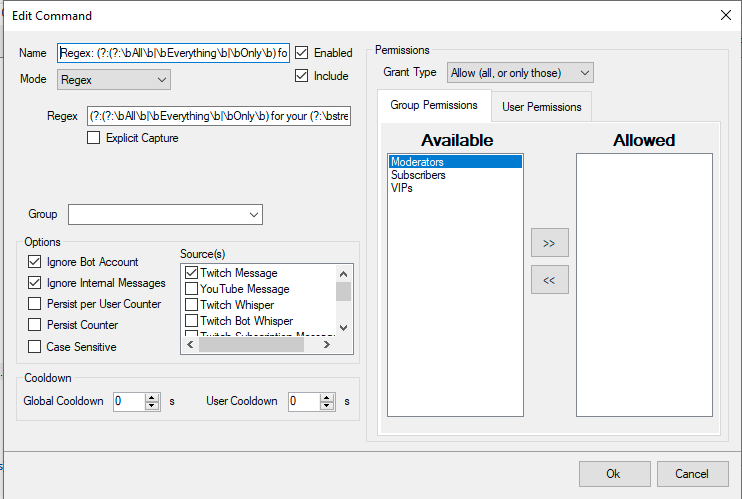 Edit Command
Name Regex: (?:(?:\bAll\b|\bEverything\b|\bOnly\b) fo Enabled
Mode Regex Include
Regex (?:(?:\bAll\b|\bEverything\b|\bOnly\b) for your (?:\bstre
Explicit Capture
Group
Options
Ignore Bot Account
Ignore Internal Messages
Persist per User Counter
Persist Counter
Case Sensitive
Source(s)
Twitch Message
YouTube Message
Twitch Whisper
Twitch Bot Whisper
Twitch Subscription Message
Cooldown
Global Cooldown 0 s User Cooldown 0 s
Permissions
Grant Type Allow (all, or only those)
Group Permissions User Permissions
Available
Moderators
Subscribers
VIPs
>>
<<
Allowed
Ok Cancel